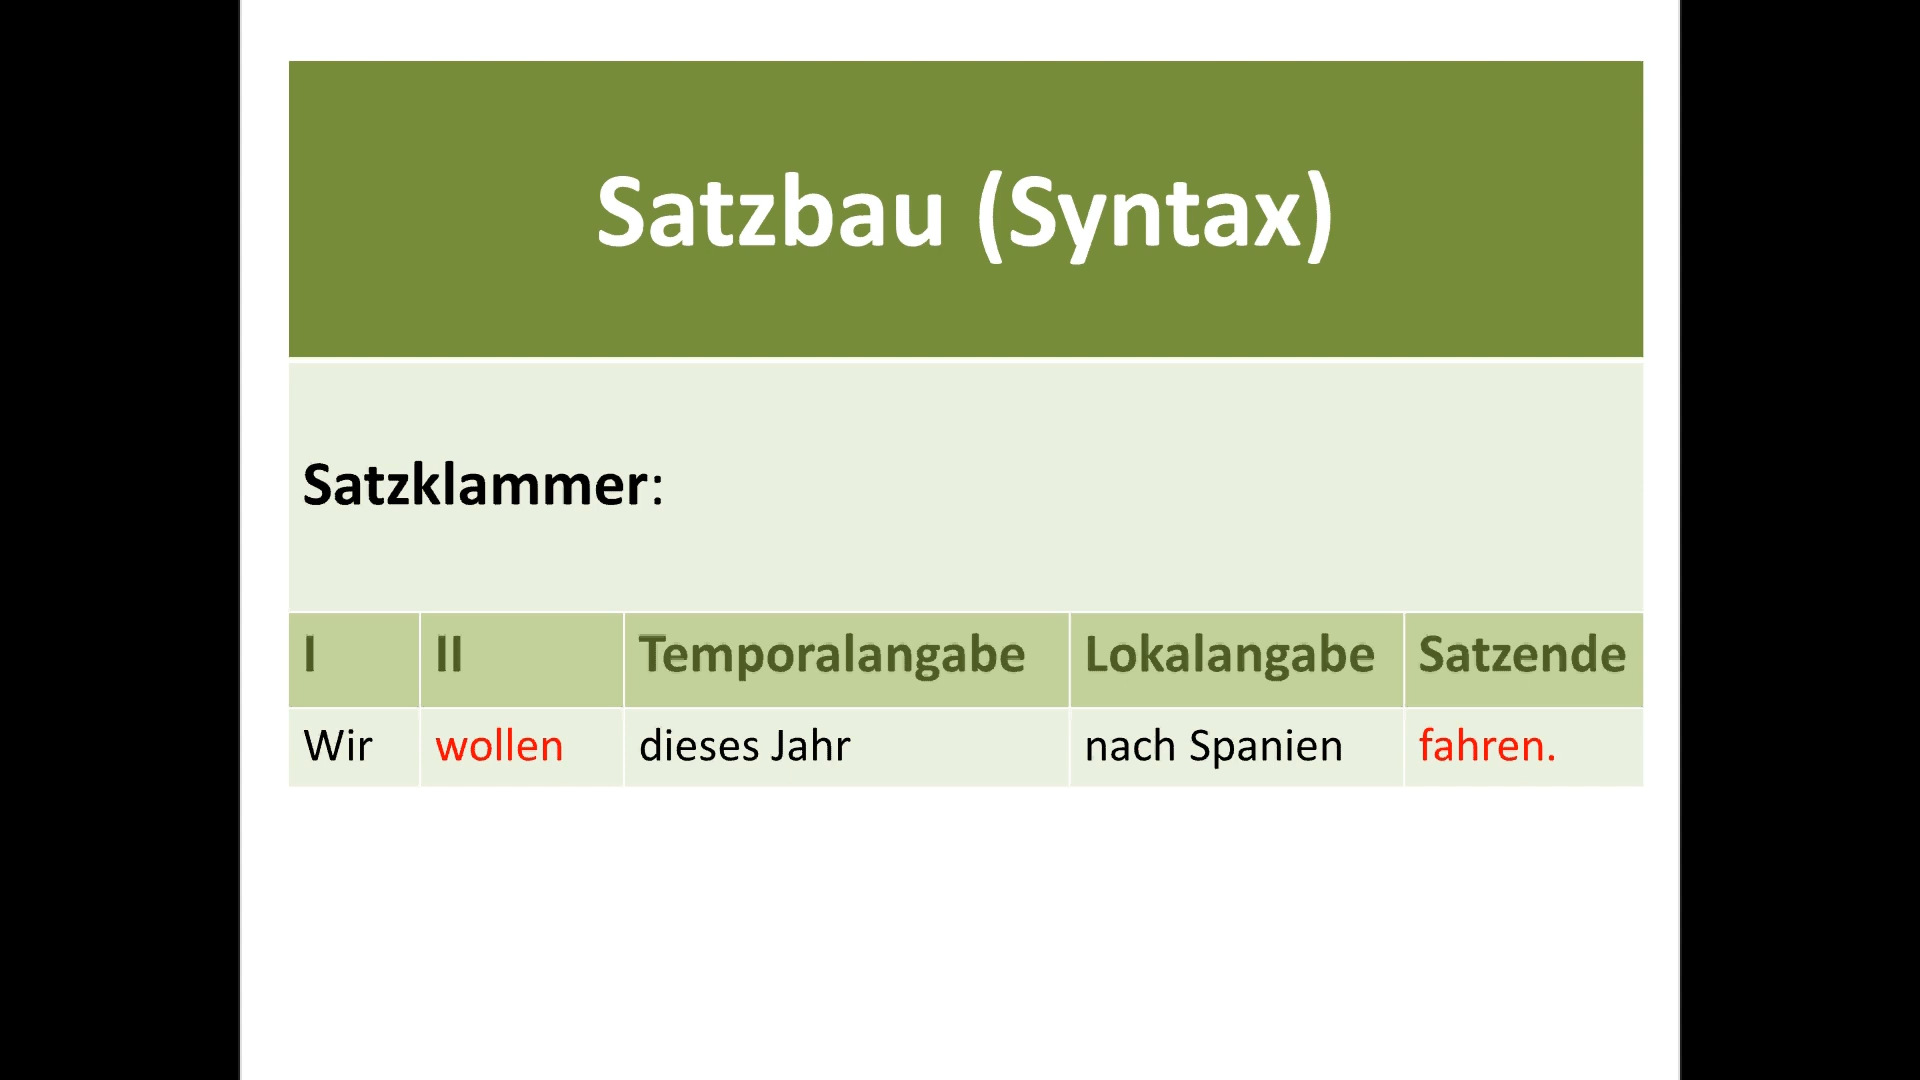 Satzbau (Syntax)
Satzklammer:
I II Temporalangabe Lokalangabe Satzende
Wir wollen dieses Jahr nach Spanien fahren.